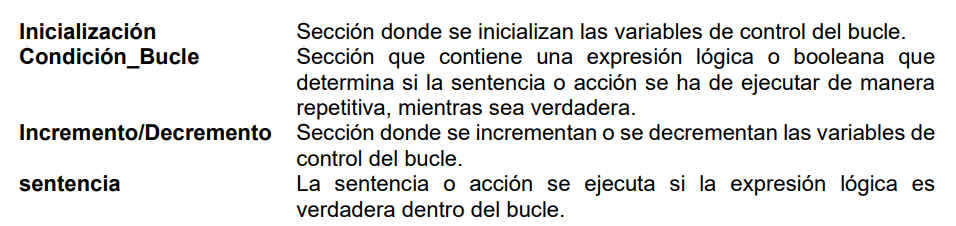 Inicialización Sección donde se inicializan las variables de control del bucle.
Condición_Bucle Sección que contiene una expresión lógica o booleana que
determina si la sentencia o acción se ha de ejecutar de manera
repetitiva, mientras sea verdadera.
Incremento/Decremento Sección donde se incrementan o se decrementan las variables de
control del bucle.
sentencia La sentencia o acción se ejecuta si la expresión lógica es
verdadera dentro del bucle.